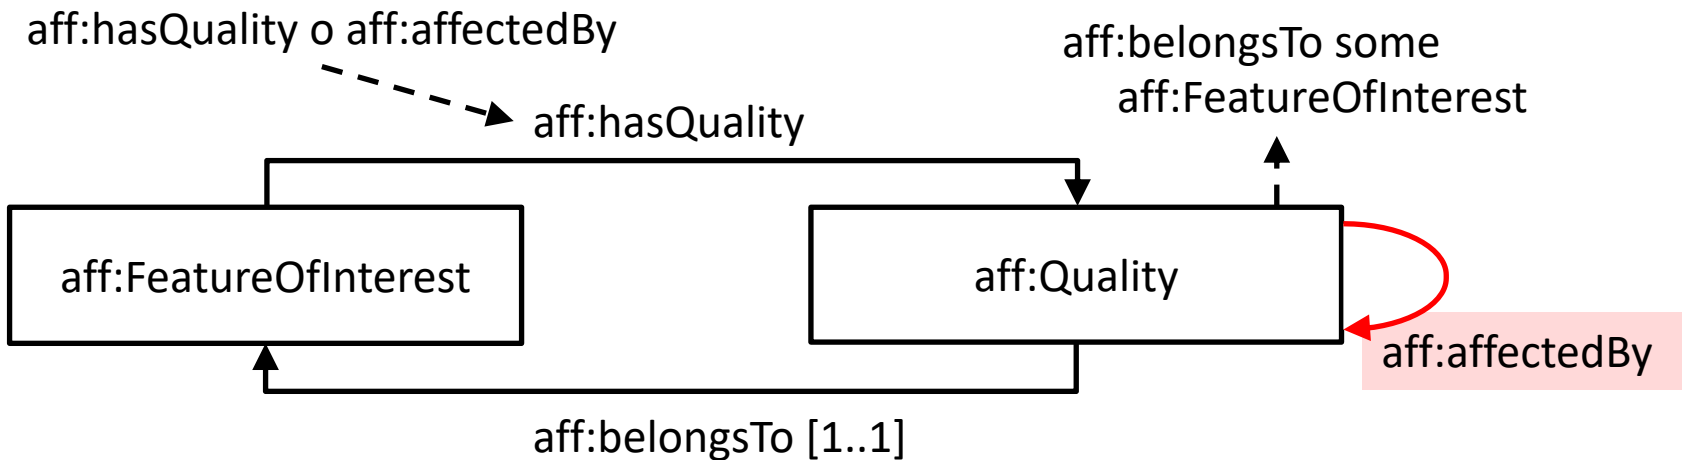 aff:hasQuality o aff:affectedBy
aff:belongsTo some
aff:FeatureOfInterest
aff:hasQuality
aff:FeatureOfInterest
aff:Quality
aff:affectedBy
aff:belongsTo [1..1]